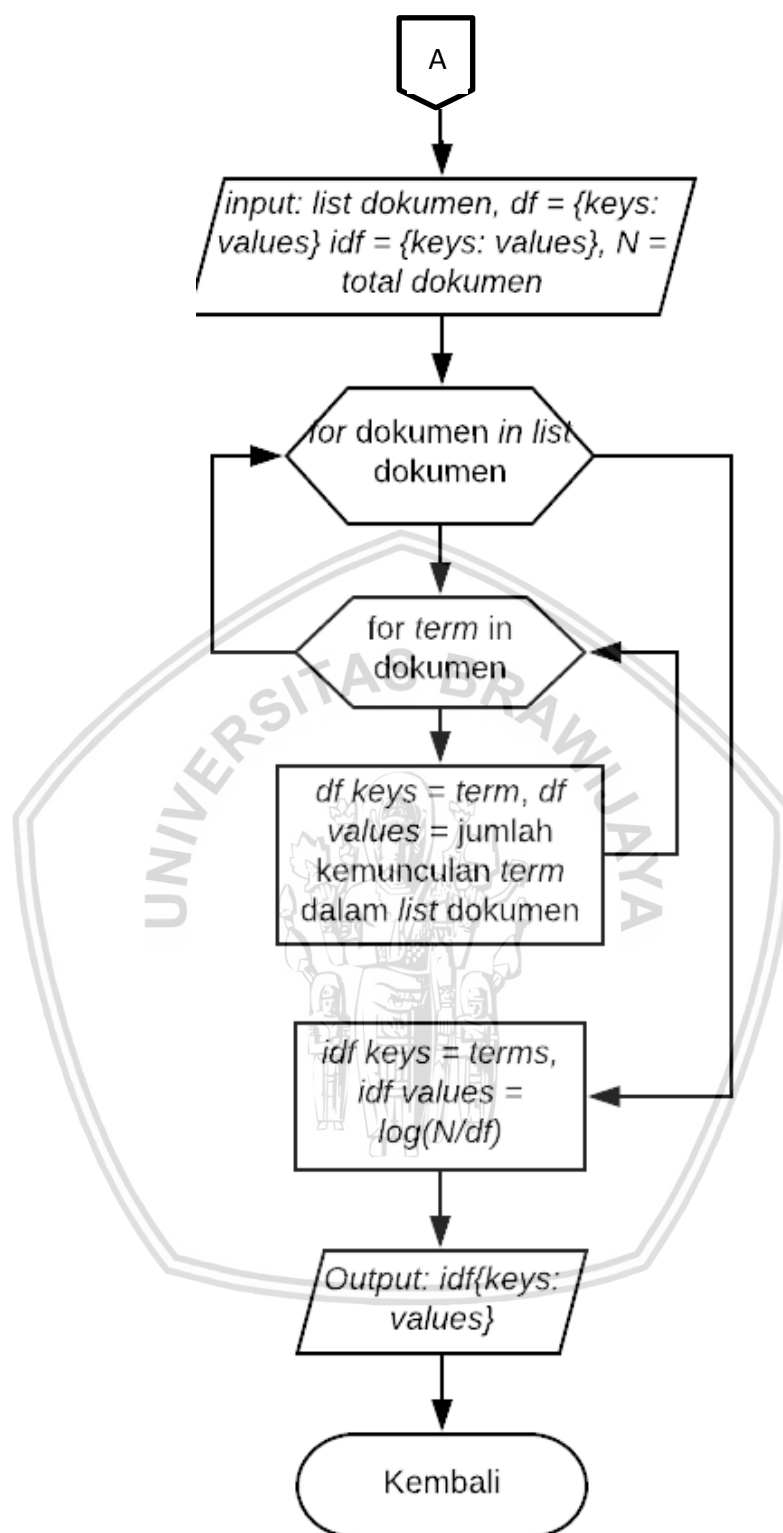 A
input: list dokumen, df = {keys:
values} idf = {keys: values}, N =
total dokumen
for dokumen in list
dokumen
for term in
dokumen
UNIVERSITAS BRAWIJAYA
df keys = term, df
values = jumlah
kemunculan term
dalam list dokumen
idf keys = terms,
idf values =
log(N/df)
Output: idf{keys:
values}
Kembali